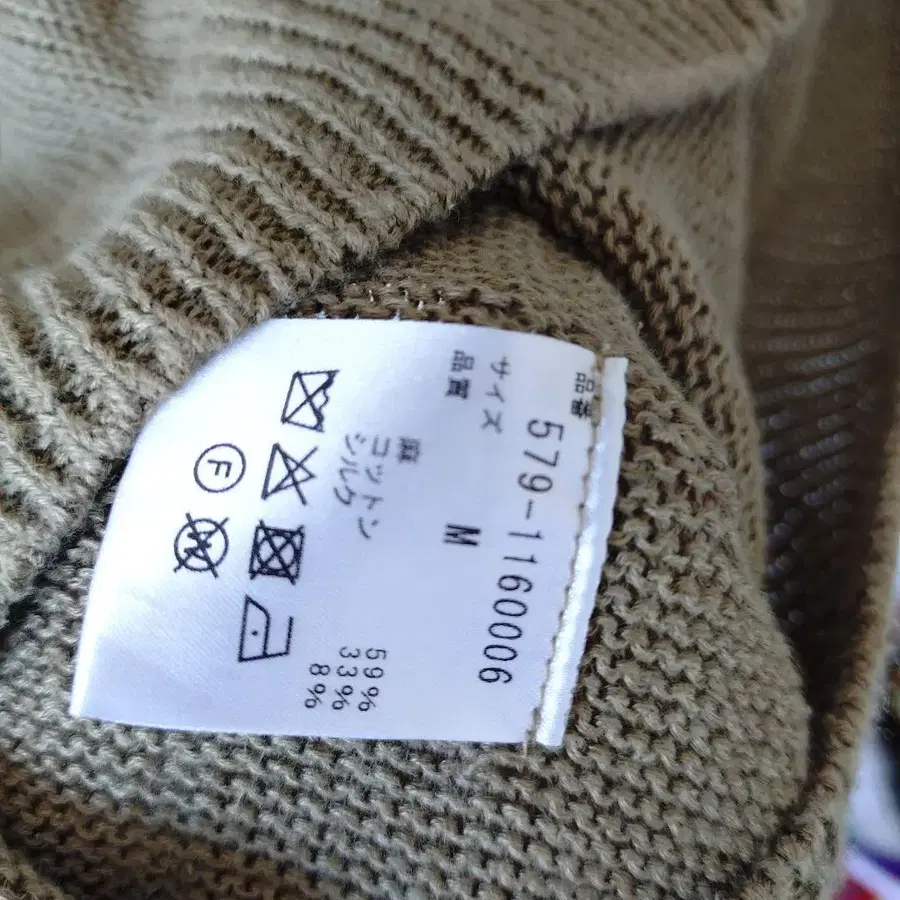 品番 579-1160006
サイズ M
品質
麻 59%
コットン 33%
シルク 8%
F
W